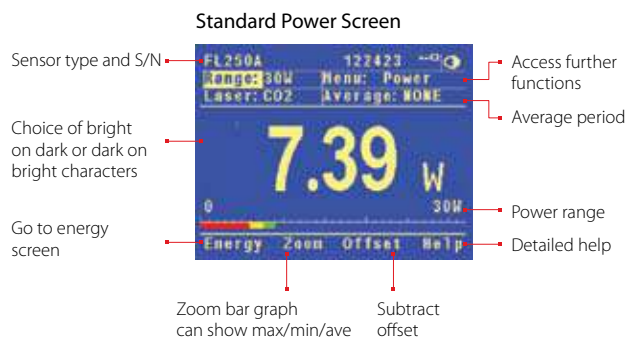 Standard Power Screen
Sensor type and S/N
FL250A 122423
Range: 30W Menu: Power
Laser: CO2 Average: NONE
Access further
functions
Average period
Choice of bright
on dark or dark on
bright characters
7.39 W
0 30W
Power range
Go to energy
screen
Energy Zoom Offset Help
Detailed help
Zoom bar graph
can show max/min/ave
Subtract
offset